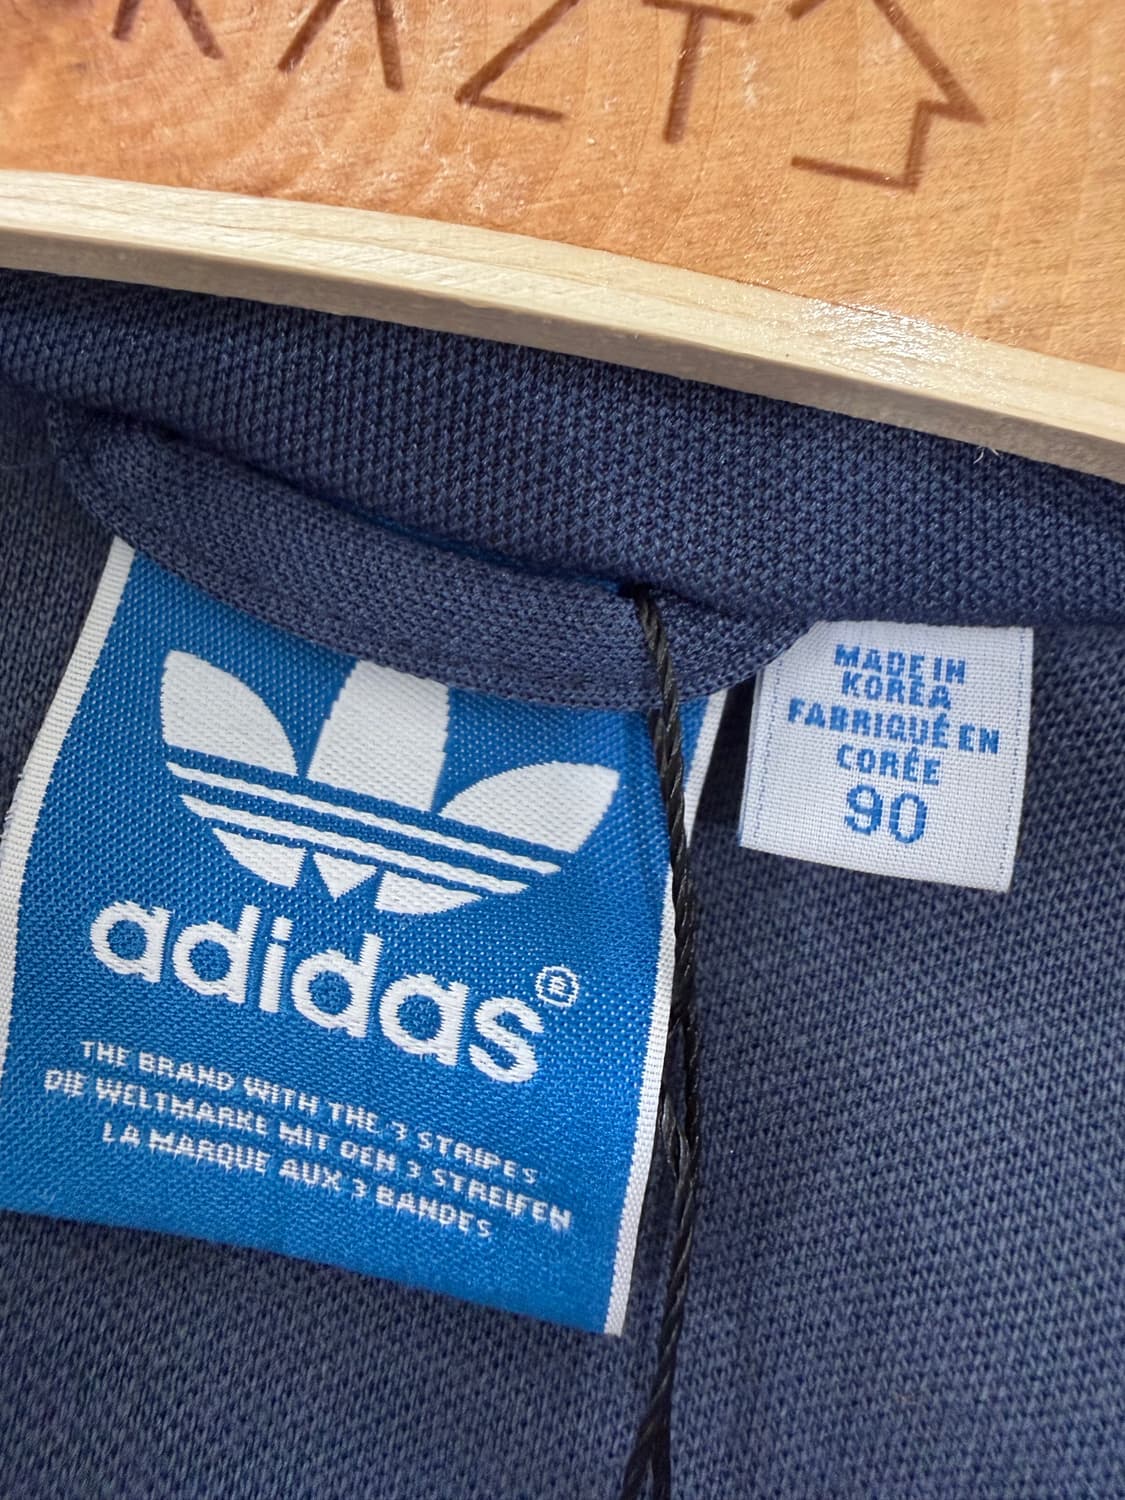 adidas®
THE BRAND WITH THE 3 STRIPES
DIE WELTMARKE MIT DEN 3 STREIFEN
LA MARQUE AUX 3 BANDES
MADE IN
KOREA
FABRIQUÉ EN
CORÉE
90